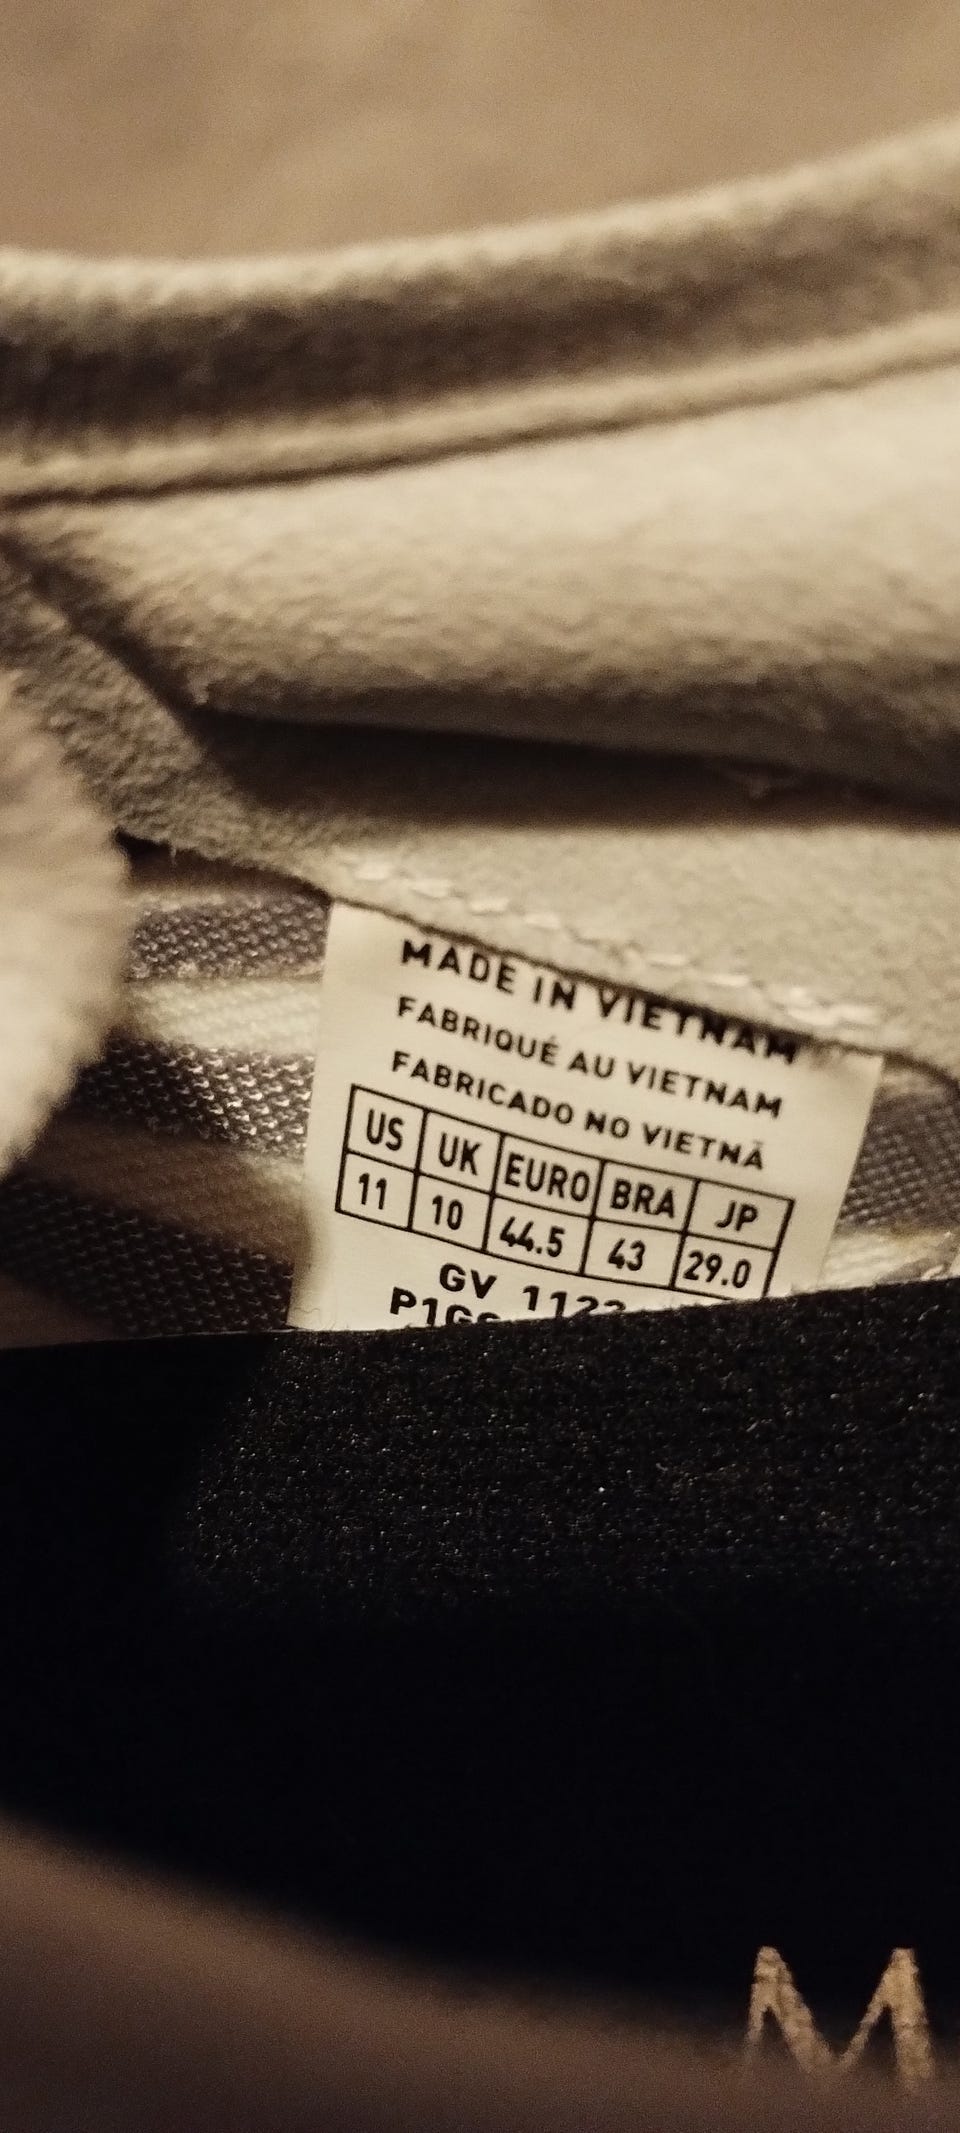 MADE IN VIETNAM
FABRIQUÉ AU VIETNAM
FABRICADO NO VIETNÃ
US UK EURO BRA JP
11 10 44.5 43 29.0
GV
M